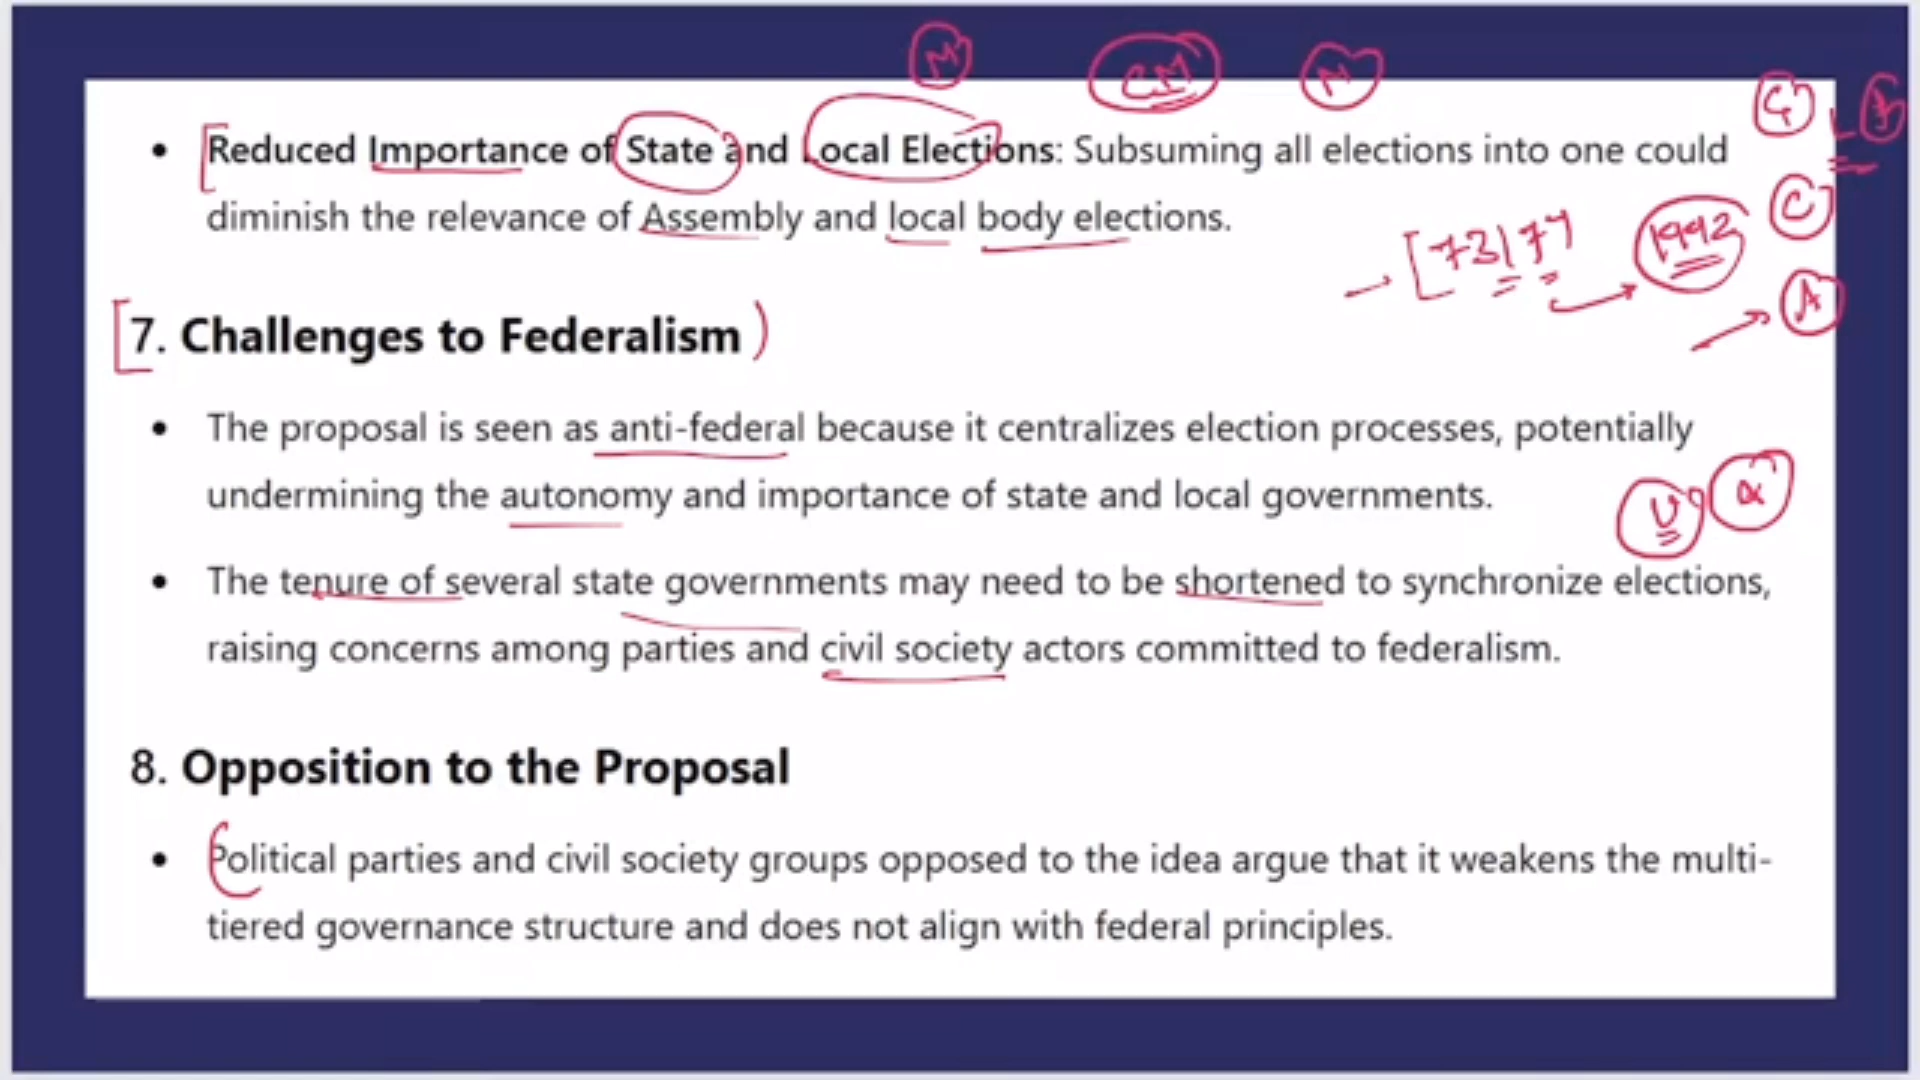 M CM M
G
• Reduced Importance of State and Local Elections: Subsuming all elections into one could
diminish the relevance of Assembly and local body elections.
C
73/74 1992
A
7. Challenges to Federalism
• The proposal is seen as anti-federal because it centralizes election processes, potentially
undermining the autonomy and importance of state and local governments.
U
• The tenure of several state governments may need to be shortened to synchronize elections,
raising concerns among parties and civil society actors committed to federalism.
8. Opposition to the Proposal
• Political parties and civil society groups opposed to the idea argue that it weakens the multi-
tiered governance structure and does not align with federal principles.